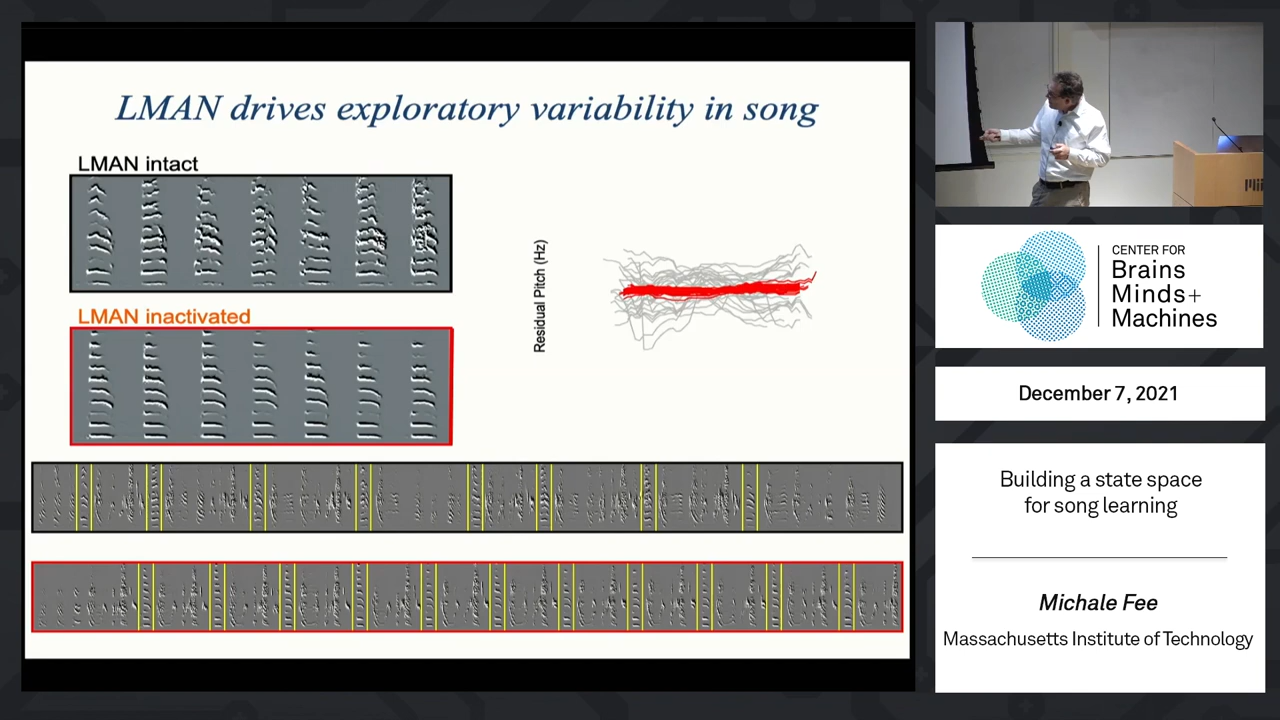 LMAN drives exploratory variability in song
LMAN intact
LMAN inactivated
Residual Pitch (Hz)
CENTER FOR
Brains
Minds+
Machines
December 7, 2021
Building a state space
for song learning
Michale Fee
Massachusetts Institute of Technology